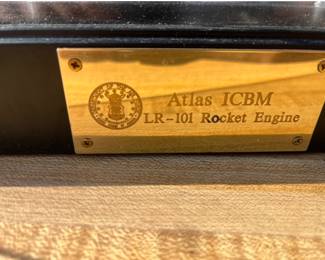 Atlas ICBM
LR-101 Rocket Engine